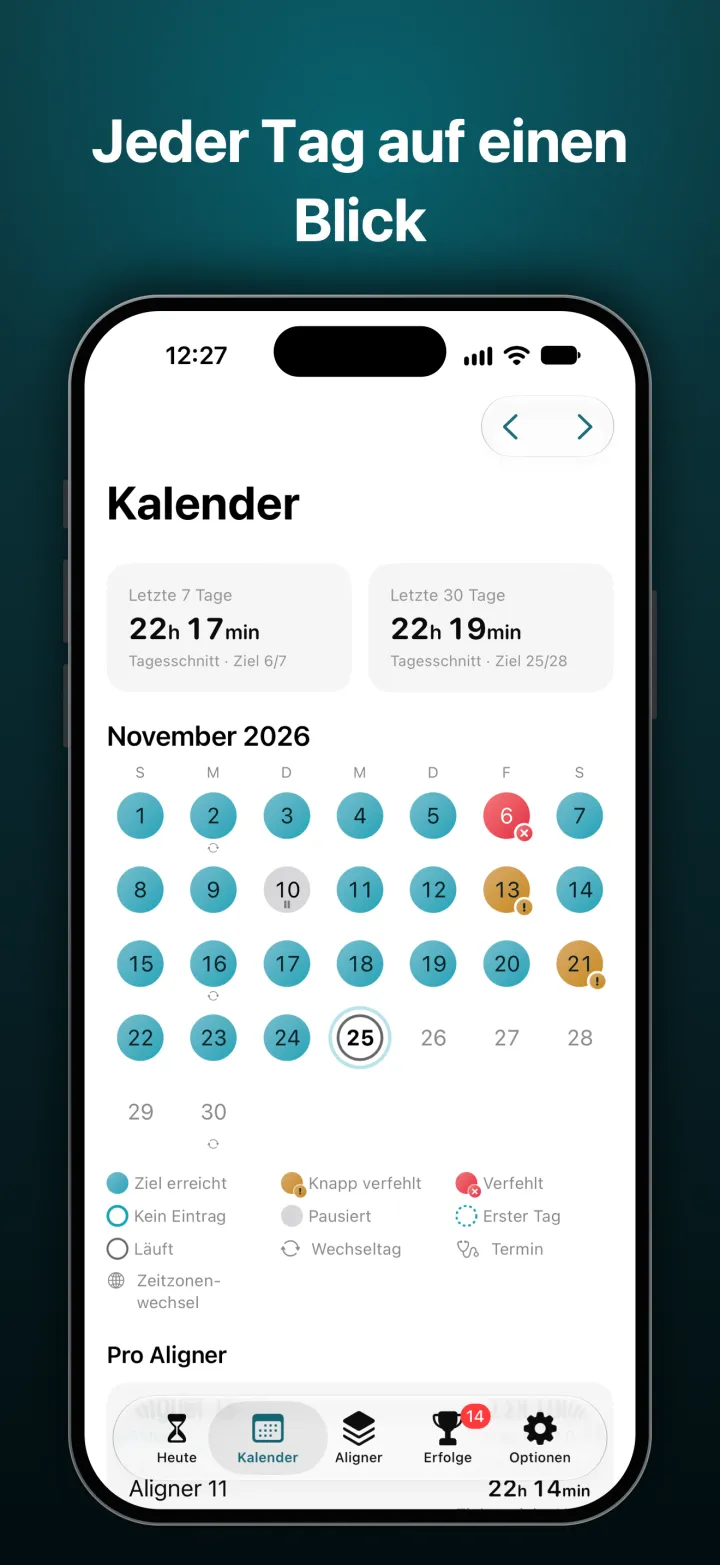 Jeder Tag auf einen
Blick
12:27
Kalender
Letzte 7 Tage
22h 17min
Tagesschnitt · Ziel 6/7
Letzte 30 Tage
22h 19min
Tagesschnitt · Ziel 25/28
November 2026
S M D M D F S
1 2 3 4 5 6 7
8 9 10 11 12 13 14
15 16 17 18 19 20 21
22 23 24 25 26 27 28
29 30
Ziel erreicht
Knapp verfehlt
Verfehlt
Kein Eintrag
Pausiert
Erster Tag
Läuft
Wechseltag
Termin
Zeitzonen-
wechsel
Pro Aligner
14
Heute
Kalender
Aligner
Erfolge
Optionen
Aligner 11
22h 14min